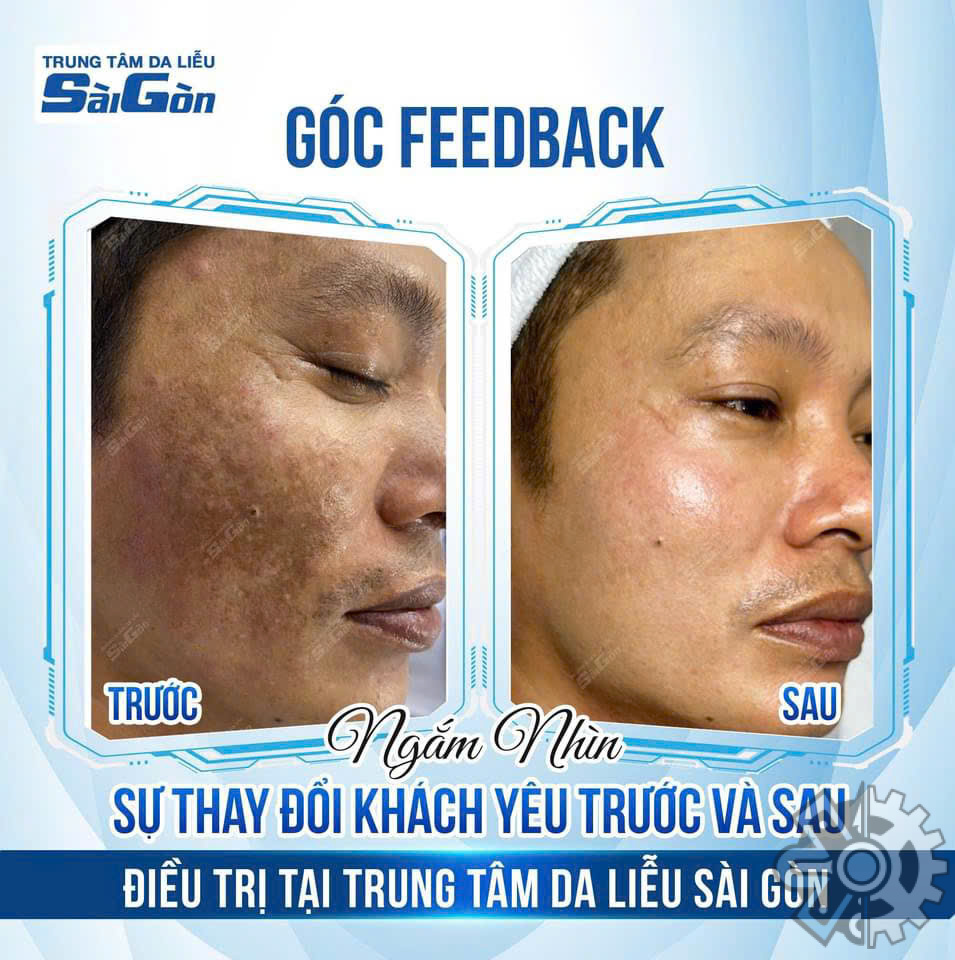 TRUNG TÂM DA LIỄU
SàiGòn
GÓC FEEDBACK
TRƯỚC
SAU
Ngắm Nhìn
SỰ THAY ĐỔI KHÁCH YÊU TRƯỚC VÀ SAU
ĐIỀU TRỊ TẠI TRUNG TÂM DA LIỄU SÀI GÒN